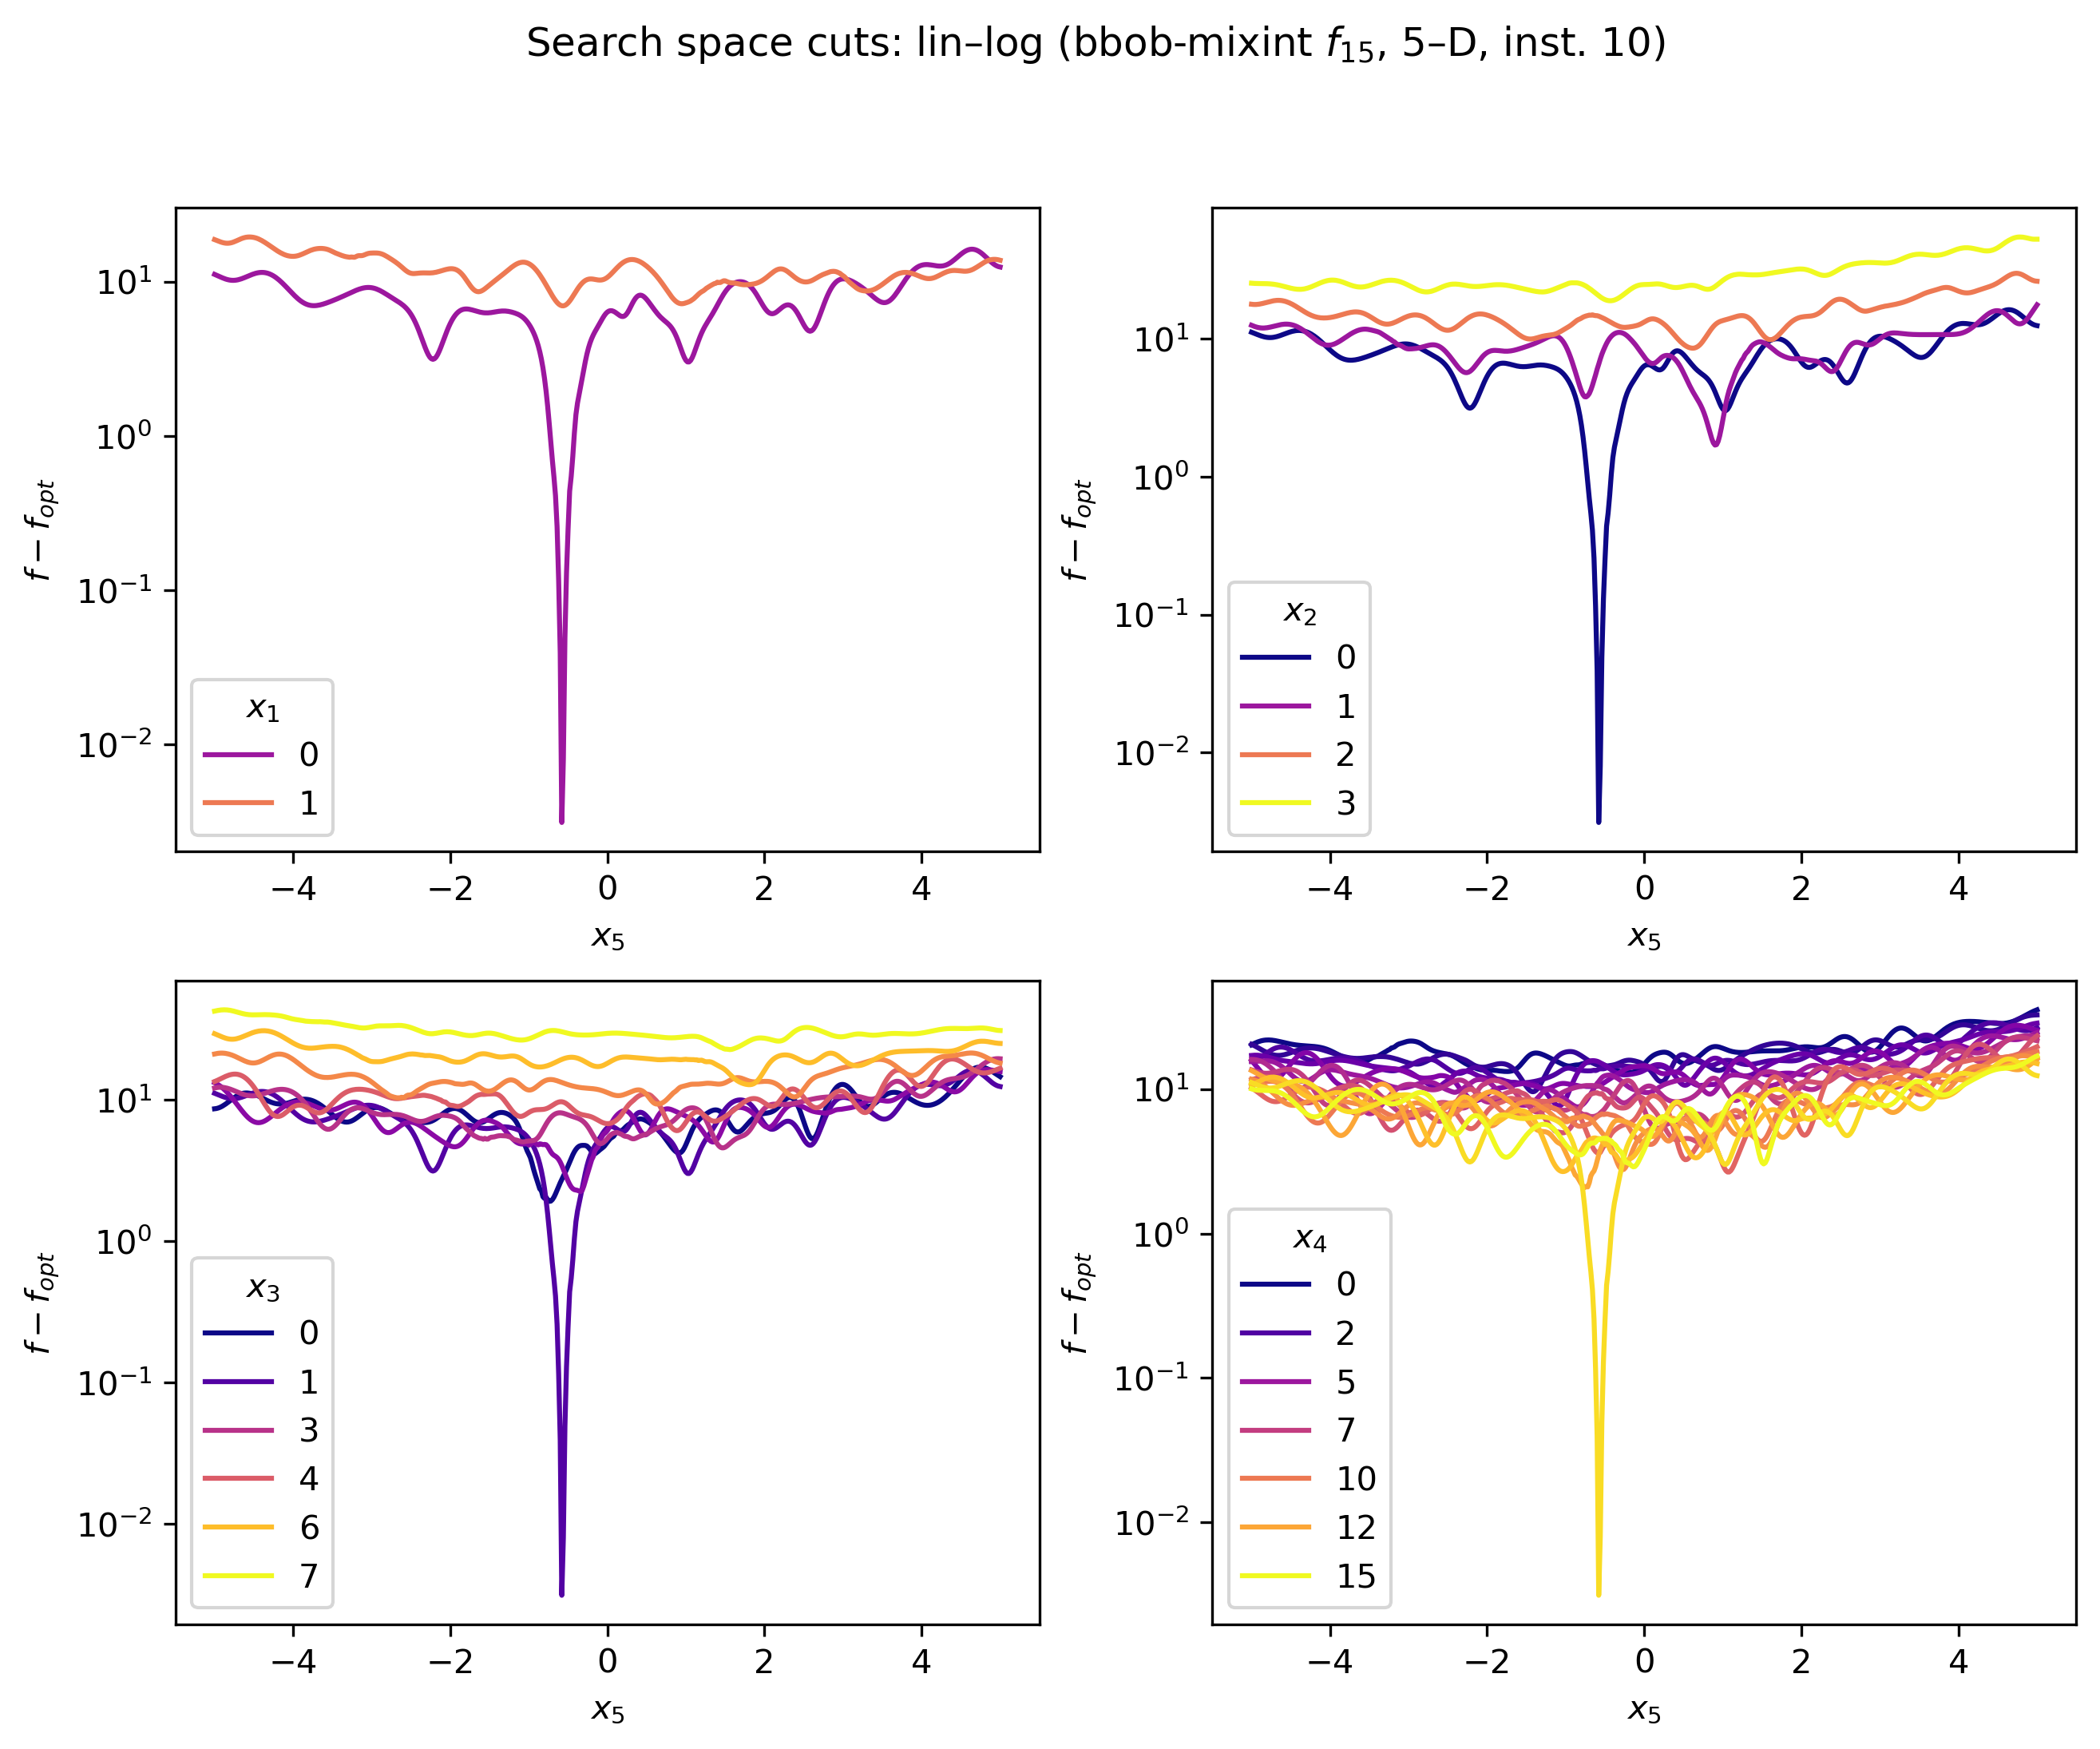 Search space cuts: lin–log (bbob-mixint f15, 5–D, inst. 10)
f − fopt
10^1
10^0
10^−1
10^−2
x1
0
1
−4 −2 0 2 4
x5
f − fopt
10^1
10^0
10^−1
10^−2
x2
0
1
2
3
−4 −2 0 2 4
x5
f − fopt
10^1
10^0
10^−1
10^−2
x3
0
1
3
4
6
7
−4 −2 0 2 4
x5
f − fopt
10^1
10^0
10^−1
10^−2
x4
0
2
5
7
10
12
15
−4 −2 0 2 4
x5